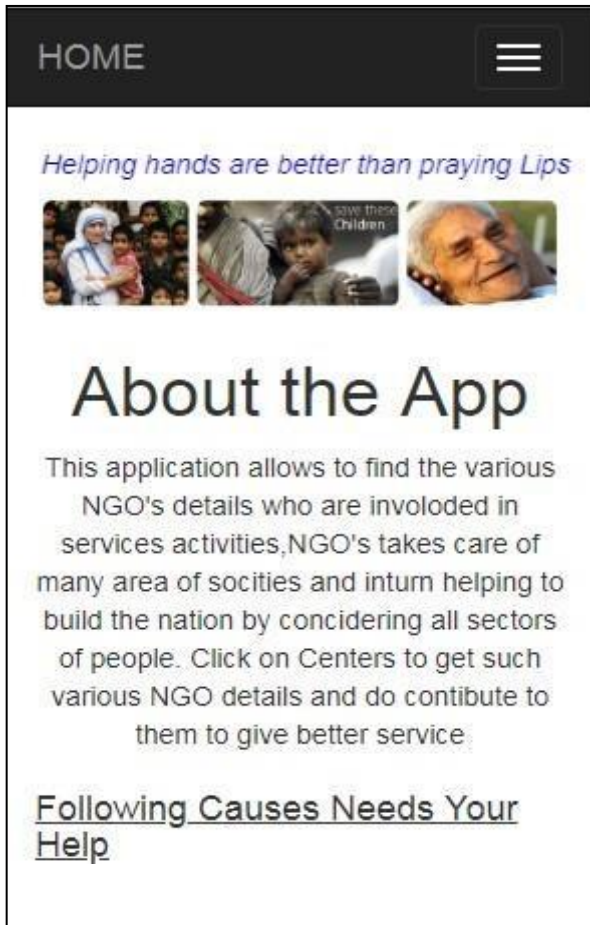 HOME
Helping hands are better than praying Lips
save these
Children
About the App
This application allows to find the various
NGO's details who are involoded in
services activities,NGO's takes care of
many area of socities and inturn helping to
build the nation by concidering all sectors
of people. Click on Centers to get such
various NGO details and do contibute to
them to give better service
Following Causes Needs Your
Help